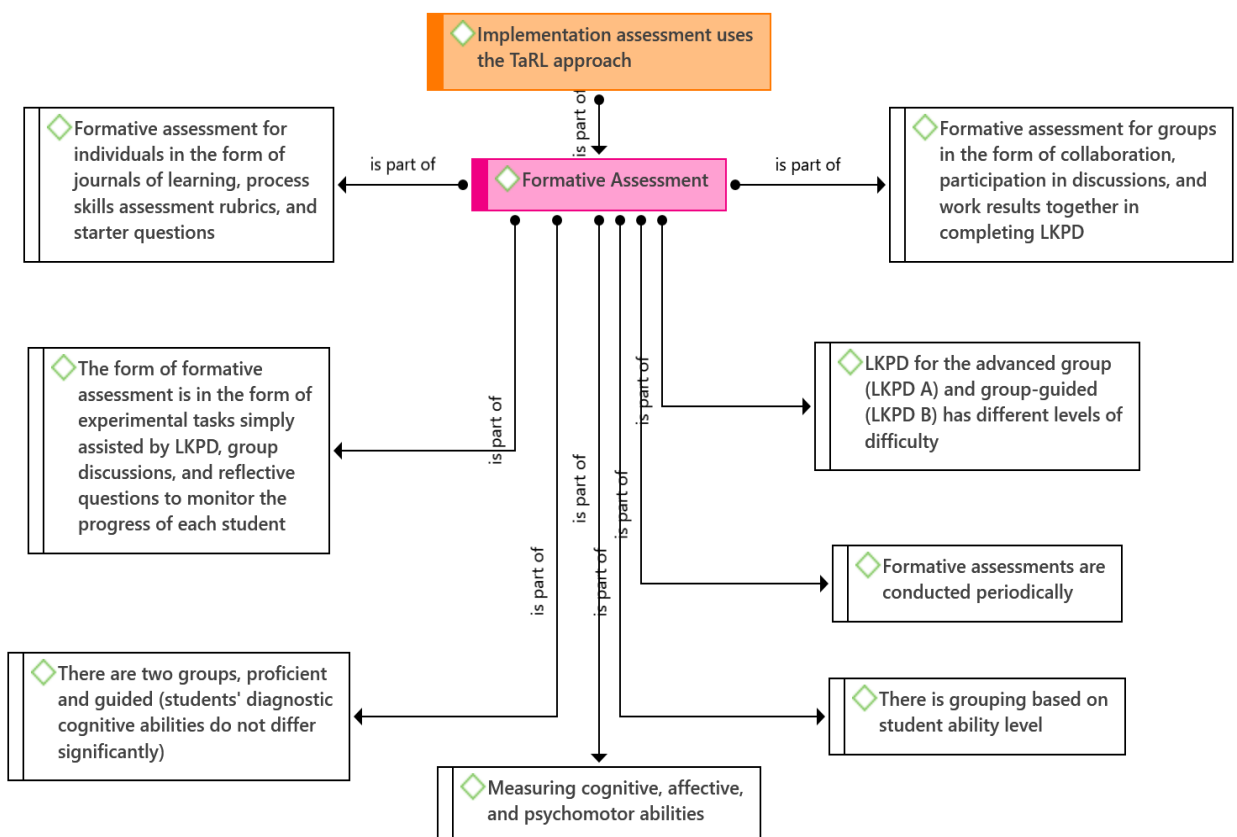 Implementation assessment uses
the TaRL approach
is part of
Formative assessment for
individuals in the form of
journals of learning, process
skills assessment rubrics, and
starter questions
is part of
Formative Assessment
is part of
Formative assessment for groups
in the form of collaboration,
participation in discussions, and
work results together in
completing LKPD
The form of formative
assessment is in the form of
experimental tasks simply
assisted by LKPD, group
discussions, and reflective
questions to monitor the
progress of each student
is part of
is part of
is part of
is part of
is part of
is part of
LKPD for the advanced group
(LKPD A) and group-guided
(LKPD B) has different levels of
difficulty
Formative assessments are
conducted periodically
There are two groups, proficient
and guided (students' diagnostic
cognitive abilities do not differ
significantly)
There is grouping based on
student ability level
Measuring cognitive, affective,
and psychomotor abilities